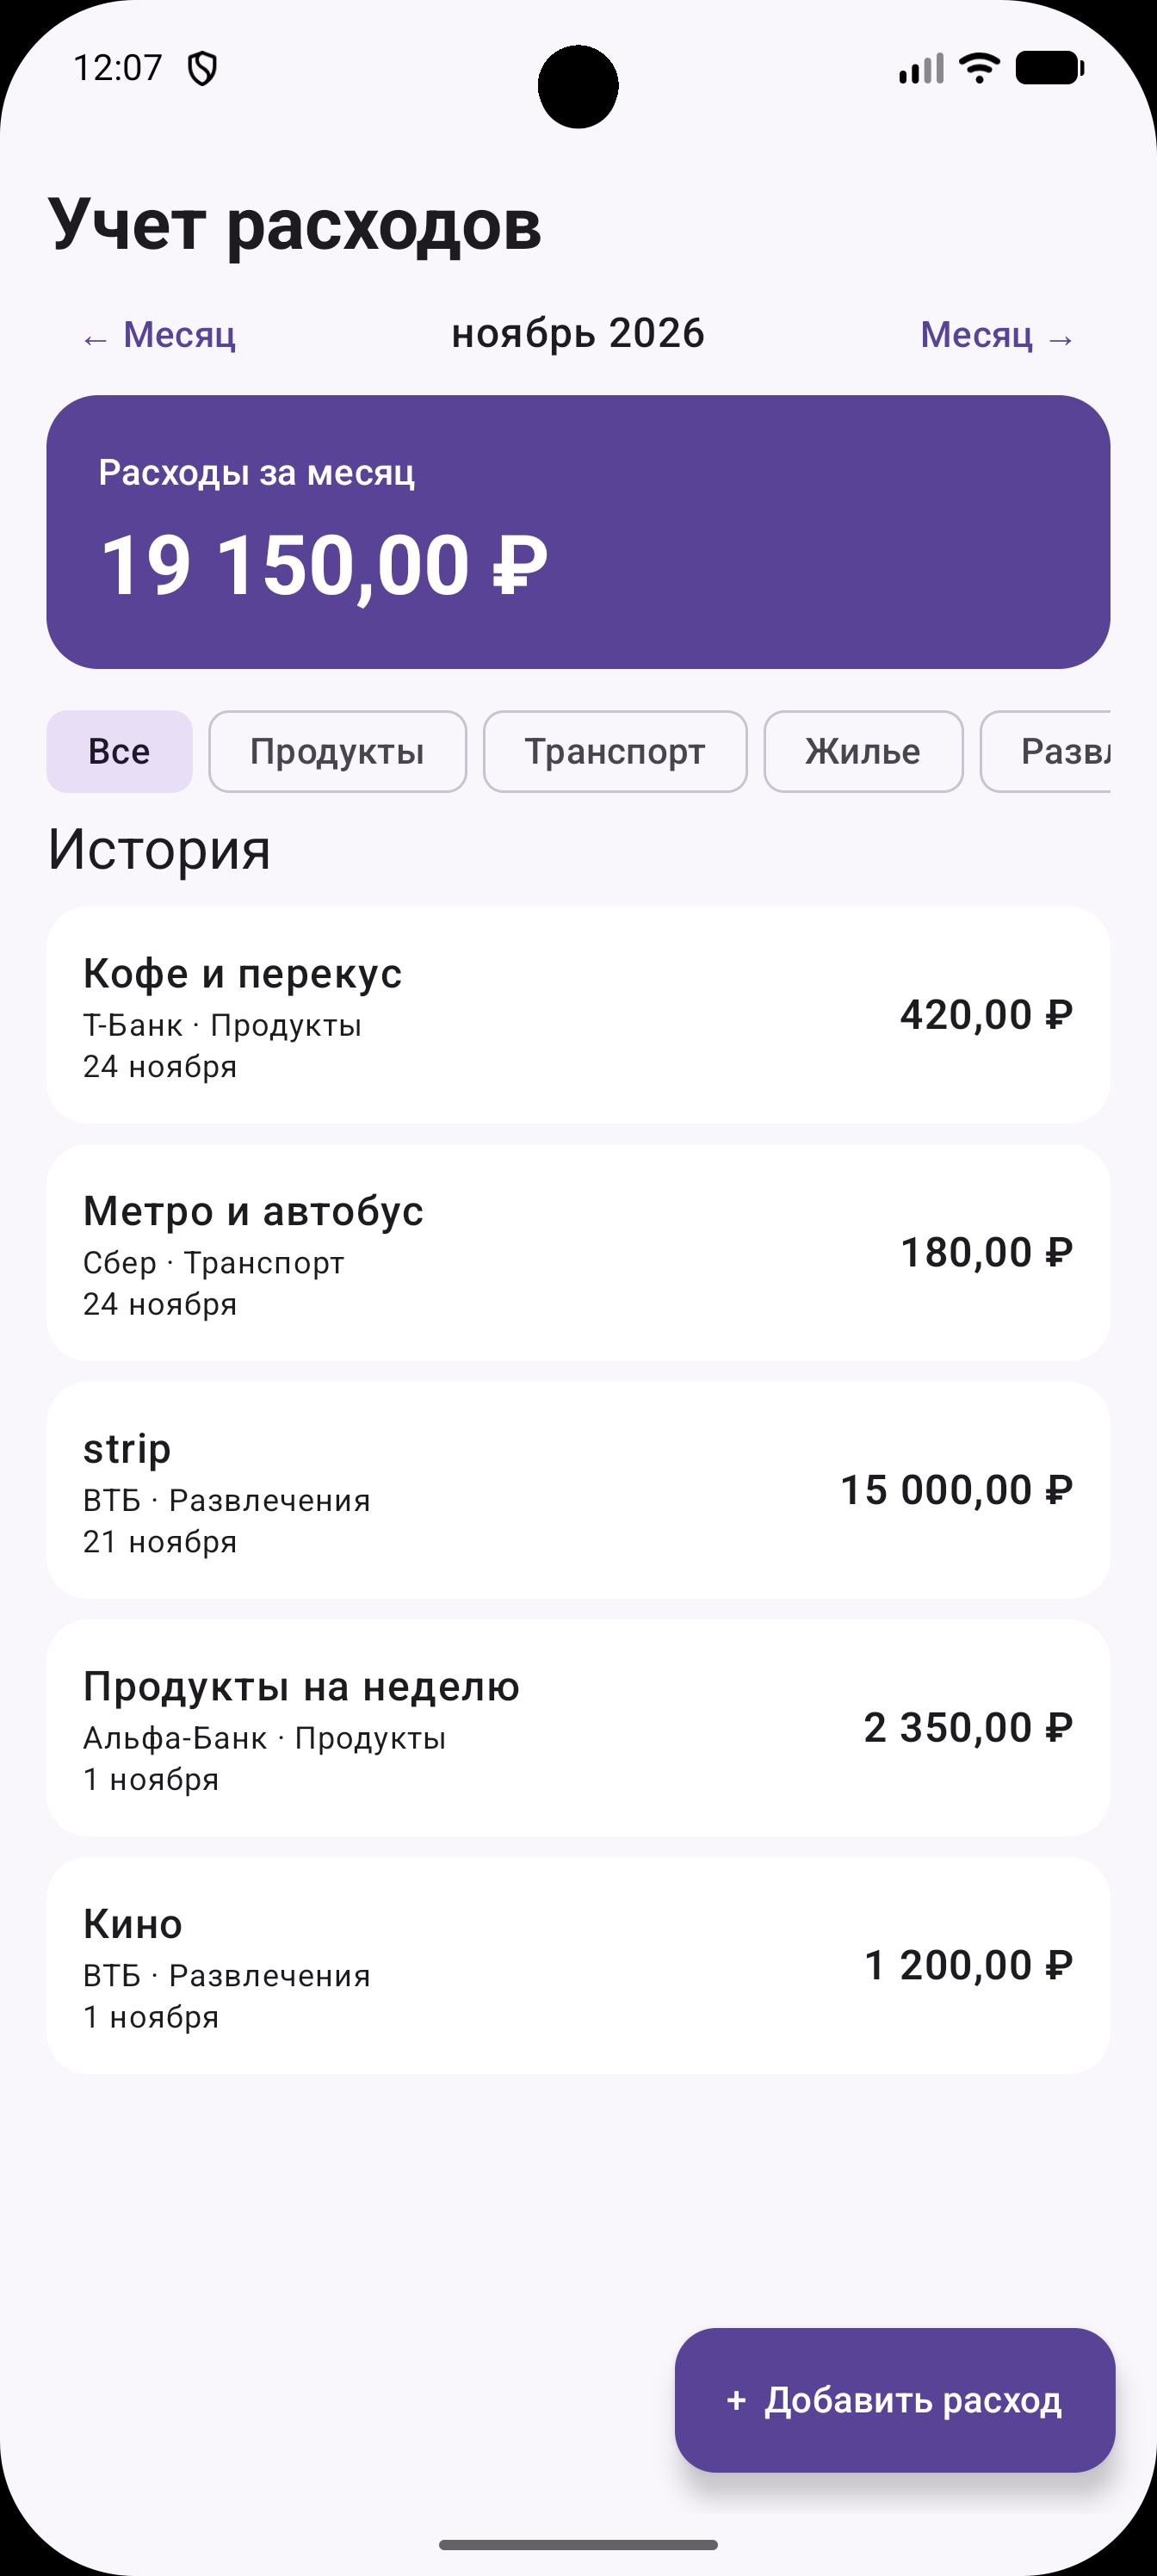 12:07
Учет расходов
← Месяц
ноябрь 2026
Месяц →
Расходы за месяц
19 150,00 ₽
Все
Продукты
Транспорт
Жилье
История
Кофе и перекус
Т-Банк · Продукты
24 ноября
420,00 ₽
Метро и автобус
Сбер · Транспорт
24 ноября
180,00 ₽
strip
ВТБ · Развлечения
21 ноября
15 000,00 ₽
Продукты на неделю
Альфа-Банк · Продукты
1 ноября
2 350,00 ₽
Кино
ВТБ · Развлечения
1 ноября
1 200,00 ₽
+ Добавить расход